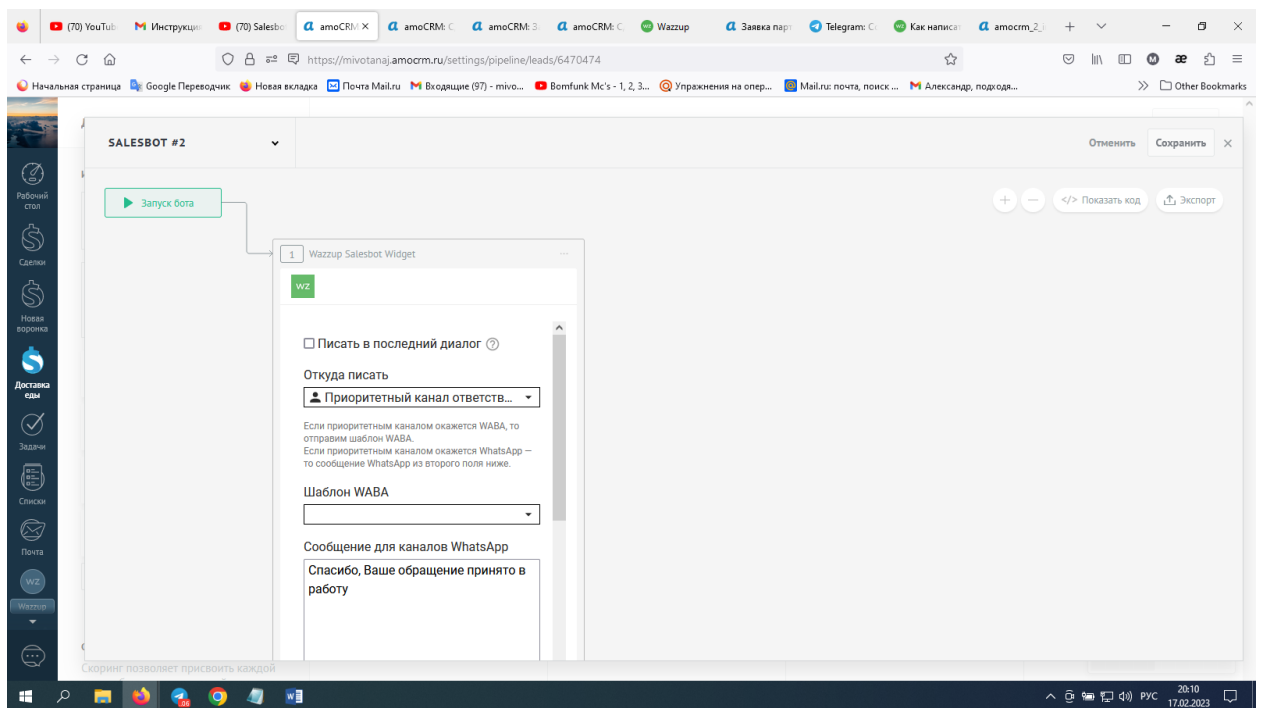 (70) YouTub
М Инструкци
(70) Salesbo
amoCRM
amoCRM: С
amoCRM: З
amoCRM: С
Wazzup
Заявка парт
Telegram: Co
Как написат
amocrm_2_i
https://mivotanaj.amocrm.ru/settings/pipeline/leads/6470474
Начальная страница
Google Переводчик
Новая вкладка
Почта Mail.ru
Входящие (97) - mivo...
Bomfunk Mc's - 1, 2, 3...
Упражнения на опер...
Mail.ru: почта, поиск ...
Александр, подходя...
Other Bookmarks
SALESBOT #2
Отменить
Сохранить
Рабочий
стол
Сделки
Новая
воронка
Доставка
еды
Задачи
Списки
Почта
WZ
Wazzup
Запуск бота
</> Показать код
Экспорт
1 Wazzup Salesbot Widget
WZ
Писать в последний диалог ?
Откуда писать
Приоритетный канал ответств...
Если приоритетным каналом окажется WABA, то
отправим шаблон WABA.
Если приоритетным каналом окажется WhatsApp —
то сообщение WhatsApp из второго поля ниже.
Шаблон WABA
Сообщение для каналов WhatsApp
Спасибо, Ваше обращение принято в
работу
Скоринг позволяет присвоить каждой
РУС
20:10
17.02.2023